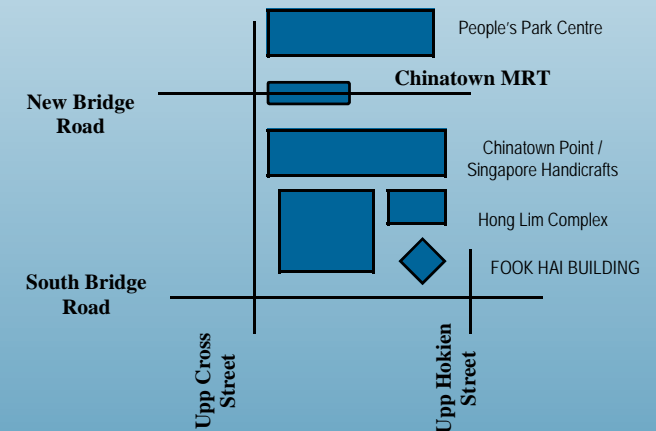 People's Park Centre
Chinatown MRT
New Bridge
Road
Chinatown Point /
Singapore Handicrafts
Hong Lim Complex
FOOK HAI BUILDING
South Bridge
Road
Upp Cross
Street
Upp Hokien
Street